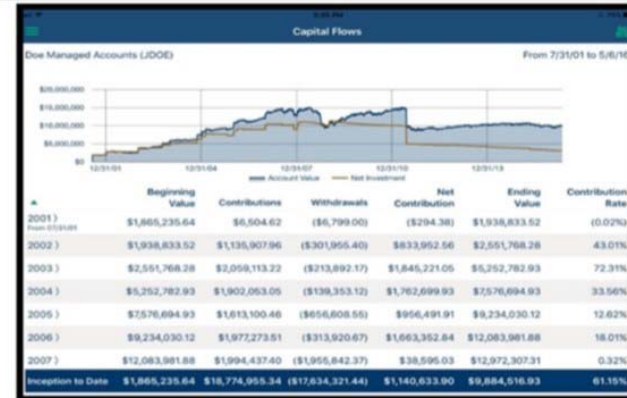 Capital Flows
Doe Managed Accounts (JDOE) From 7/31/01 to 5/6/16
$20,000,000
$15,000,000
$10,000,000
$5,000,000
$0
12/31/01 12/31/04 12/31/07 12/31/10 12/31/13
Account Value Net Investment
Beginning Value Contributions Withdrawals Net Contribution Ending Value Contribution Rate
2001 $1,865,235.64 $6,504.62 ($6,799.00) ($294.38) $1,938,833.52 (0.02%)
From 07/31/01
2002 $1,938,833.52 $1,135,907.96 ($301,955.40) $833,952.56 $2,551,768.28 43.01%
2003 $2,551,768.28 $2,059,113.22 ($213,892.17) $1,845,221.05 $5,252,782.93 72.31%
2004 $5,252,782.93 $1,902,053.05 ($139,353.12) $1,762,699.93 $7,576,694.93 33.56%
2005 $7,576,694.93 $1,613,100.46 ($656,608.55) $956,491.91 $9,234,030.12 12.62%
2006 $9,234,030.12 $1,977,273.51 ($313,920.67) $1,663,352.84 $12,083,981.88 18.01%
2007 $12,083,981.88 $1,994,437.40 ($1,955,842.37) $38,595.03 $12,972,307.31 0.32%
Inception to Date $1,865,235.64 $18,774,955.34 ($17,634,321.44) $1,140,633.90 $9,884,516.93 61.15%